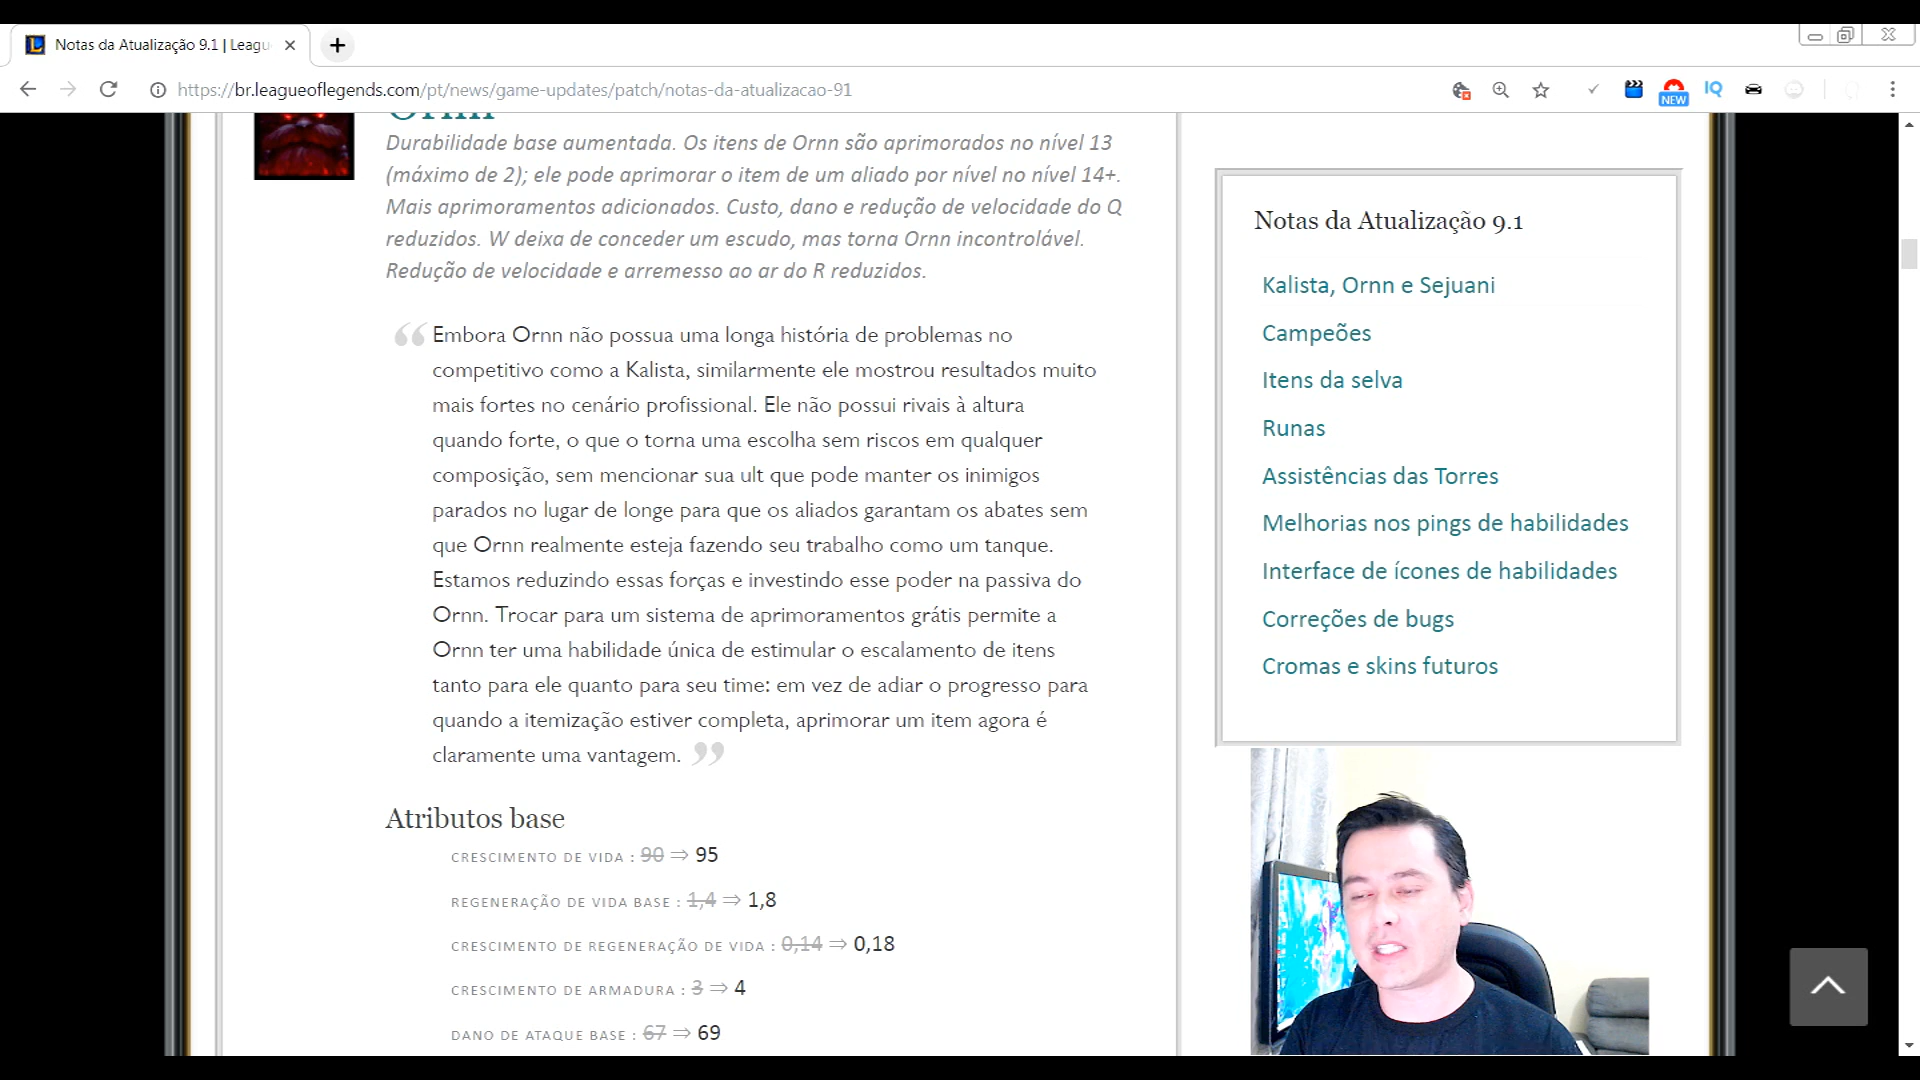 Notas da Atualização 9.1 | Leagu
https://br.leagueoflegends.com/pt/news/game-updates/patch/notas-da-atualizacao-91
NEW
IQ
Ornn
Durabilidade base aumentada. Os itens de Ornn são aprimorados no nível 13
(máximo de 2); ele pode aprimorar o item de um aliado por nível no nível 14+.
Mais aprimoramentos adicionados. Custo, dano e redução de velocidade do Q
reduzidos. W deixa de conceder um escudo, mas torna Ornn incontrolável.
Redução de velocidade e arremesso ao ar do R reduzidos.
“ Embora Ornn não possua uma longa história de problemas no
competitivo como a Kalista, similarmente ele mostrou resultados muito
mais fortes no cenário profissional. Ele não possui rivais à altura
quando forte, o que o torna uma escolha sem riscos em qualquer
composição, sem mencionar sua ult que pode manter os inimigos
parados no lugar de longe para que os aliados garantam os abates sem
que Ornn realmente esteja fazendo seu trabalho como um tanque.
Estamos reduzindo essas forças e investindo esse poder na passiva do
Ornn. Trocar para um sistema de aprimoramentos grátis permite a
Ornn ter uma habilidade única de estimular o escalamento de itens
tanto para ele quanto para seu time: em vez de adiar o progresso para
quando a itemização estiver completa, aprimorar um item agora é
claramente uma vantagem. ”
Atributos base
CRESCIMENTO DE VIDA : 90 ⇒ 95
REGENERAÇÃO DE VIDA BASE : 1,4 ⇒ 1,8
CRESCIMENTO DE REGENERAÇÃO DE VIDA : 0,14 ⇒ 0,18
CRESCIMENTO DE ARMADURA : 3 ⇒ 4
DANO DE ATAQUE BASE : 67 ⇒ 69
Notas da Atualização 9.1
Kalista, Ornn e Sejuani
Campeões
Itens da selva
Runas
Assistências das Torres
Melhorias nos pings de habilidades
Interface de ícones de habilidades
Correções de bugs
Cromas e skins futuros